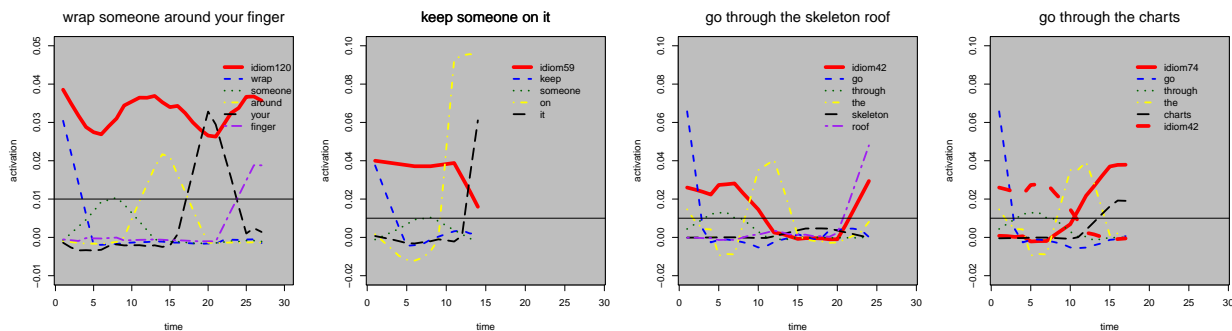 wrap someone around your finger
0.05
0.04
0.03
0.02
0.01
0.00
−0.01
activation
idiom120
wrap
someone
around
your
finger
0 5 10 15 20 25 30
time
keep someone on it
0.10
0.08
0.06
0.04
0.02
0.00
−0.02
activation
idiom59
keep
someone
on
it
0 5 10 15 20 25 30
time
go through the skeleton roof
0.10
0.08
0.06
0.04
0.02
0.00
−0.02
activation
idiom42
go
through
the
skeleton
roof
0 5 10 15 20 25 30
time
go through the charts
0.10
0.08
0.06
0.04
0.02
0.00
−0.02
activation
idiom74
go
through
the
charts
idiom42
0 5 10 15 20 25 30
time